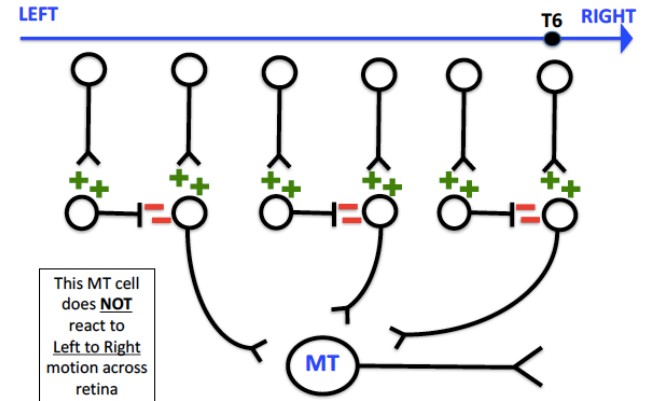 LEFT
T6 RIGHT
++ ++ ++ ++ ++ ++
= = =
This MT cell
does NOT
react to
Left to Right
motion across
retina
MT